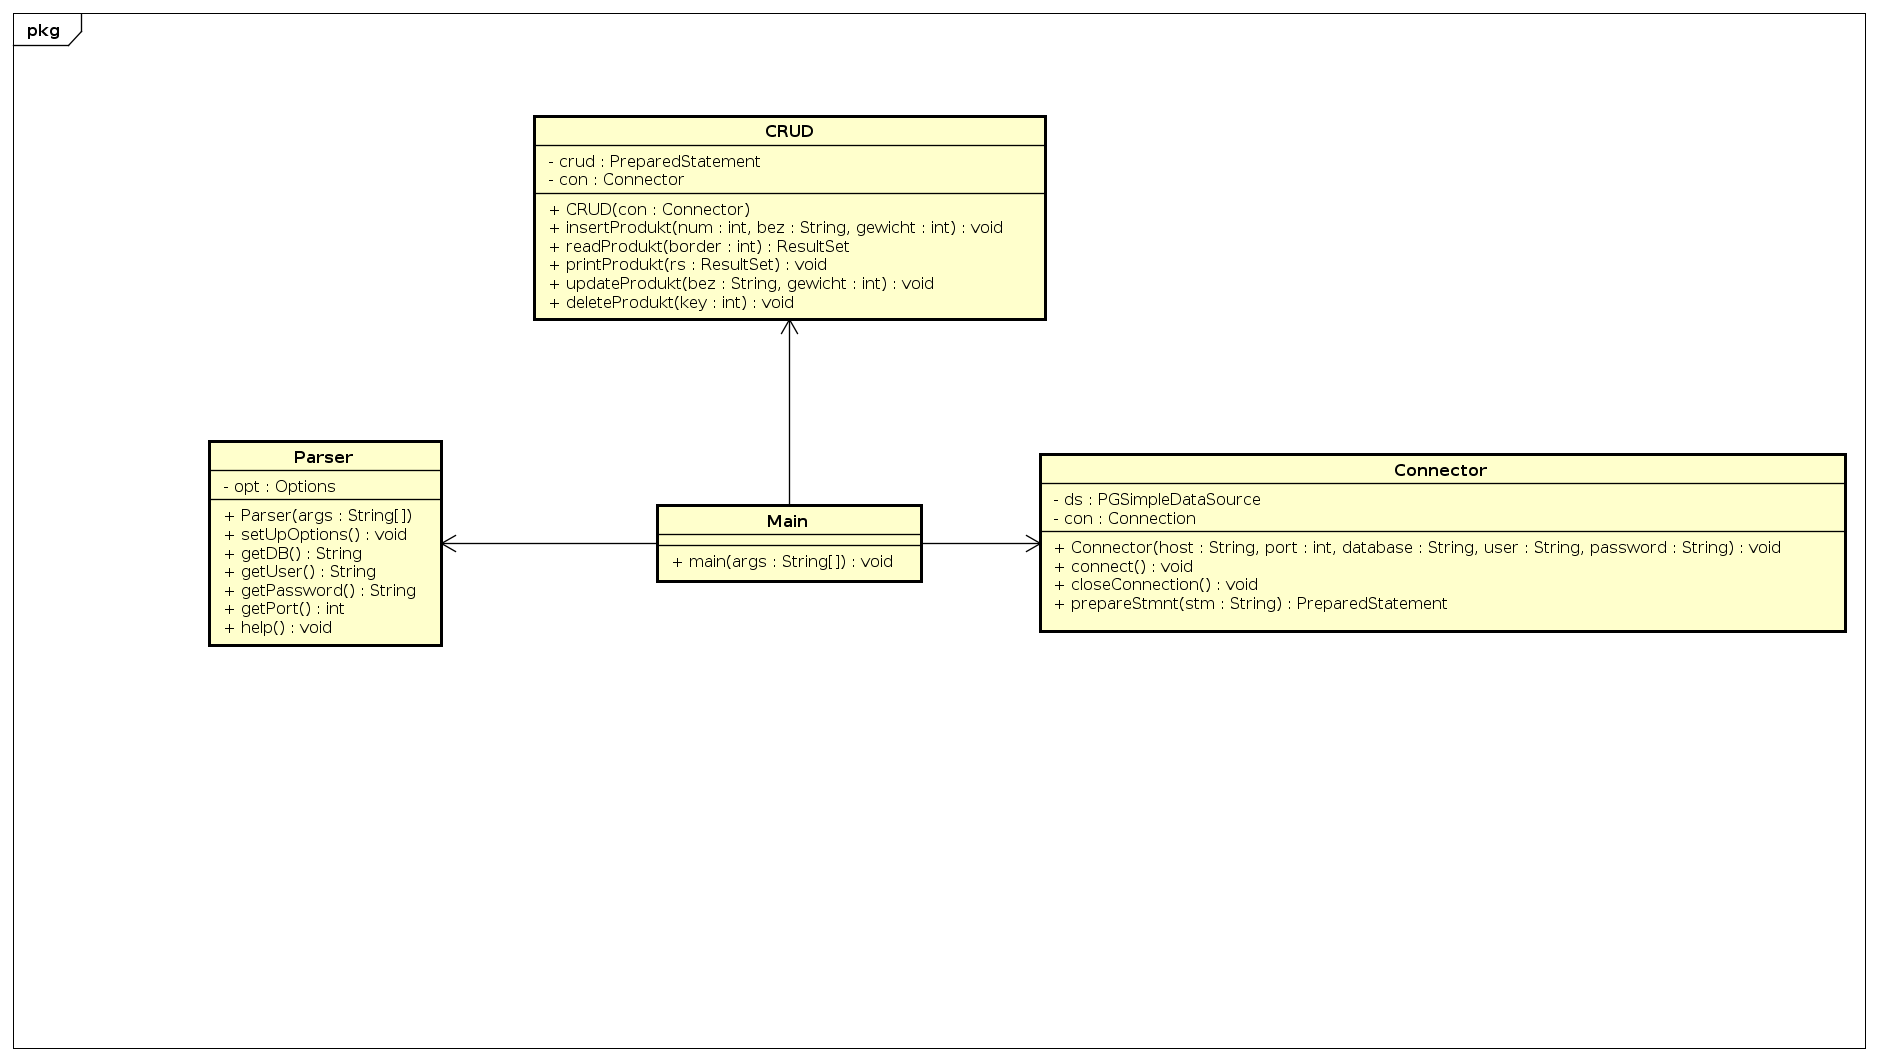 pkg
CRUD
- crud : PreparedStatement
- con : Connector
+ CRUD(con : Connector)
+ insertProdukt(num : int, bez : String, gewicht : int) : void
+ readProdukt(border : int) : ResultSet
+ printProdukt(rs : ResultSet) : void
+ updateProdukt(bez : String, gewicht : int) : void
+ deleteProdukt(key : int) : void
Parser
- opt : Options
+ Parser(args : String[])
+ setUpOptions() : void
+ getDB() : String
+ getUser() : String
+ getPassword() : String
+ getPort() : int
+ help() : void
Main
+ main(args : String[]) : void
Connector
- ds : PGSimpleDataSource
- con : Connection
+ Connector(host : String, port : int, database : String, user : String, password : String) : void
+ connect() : void
+ closeConnection() : void
+ prepareStmnt(stm : String) : PreparedStatement